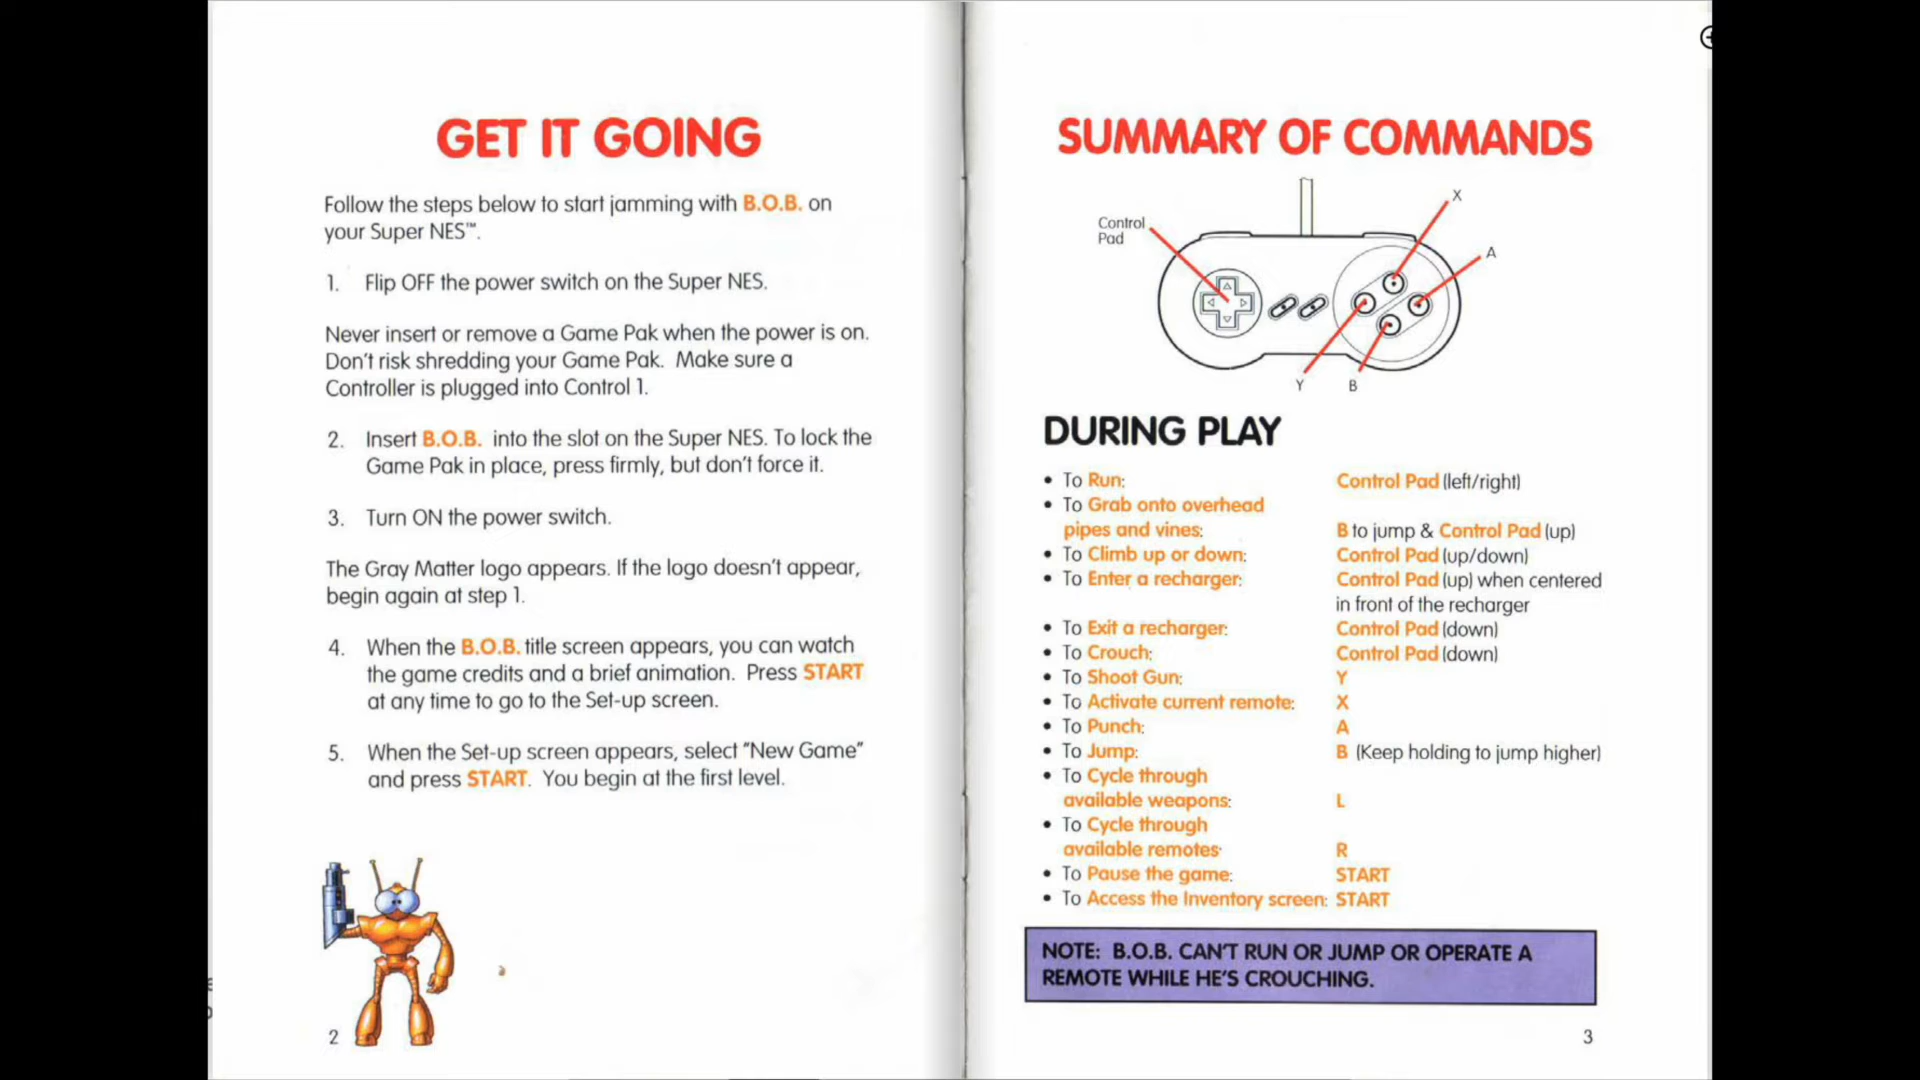 GET IT GOING
Follow the steps below to start jamming with B.O.B. on
your Super NES™.
1. Flip OFF the power switch on the Super NES.
Never insert or remove a Game Pak when the power is on.
Don't risk shredding your Game Pak. Make sure a
Controller is plugged into Control 1.
2. Insert B.O.B. into the slot on the Super NES. To lock the
Game Pak in place, press firmly, but don't force it.
3. Turn ON the power switch.
The Gray Matter logo appears. If the logo doesn't appear,
begin again at step 1.
4. When the B.O.B. title screen appears, you can watch
the game credits and a brief animation. Press START
at any time to go to the Set-up screen.
5. When the Set-up screen appears, select "New Game"
and press START. You begin at the first level.
2
SUMMARY OF COMMANDS
X
Control
Pad
A
Y B
DURING PLAY
• To Run: Control Pad (left/right)
• To Grab onto overhead
pipes and vines: B to jump & Control Pad (up)
• To Climb up or down: Control Pad (up/down)
• To Enter a recharger: Control Pad (up) when centered
in front of the recharger
• To Exit a recharger: Control Pad (down)
• To Crouch: Control Pad (down)
• To Shoot Gun: Y
• To Activate current remote: X
• To Punch: A
• To Jump: B (Keep holding to jump higher)
• To Cycle through
available weapons: L
• To Cycle through
available remotes: R
• To Pause the game: START
• To Access the Inventory screen: START
NOTE: B.O.B. CAN'T RUN OR JUMP OR OPERATE A
REMOTE WHILE HE'S CROUCHING.
3